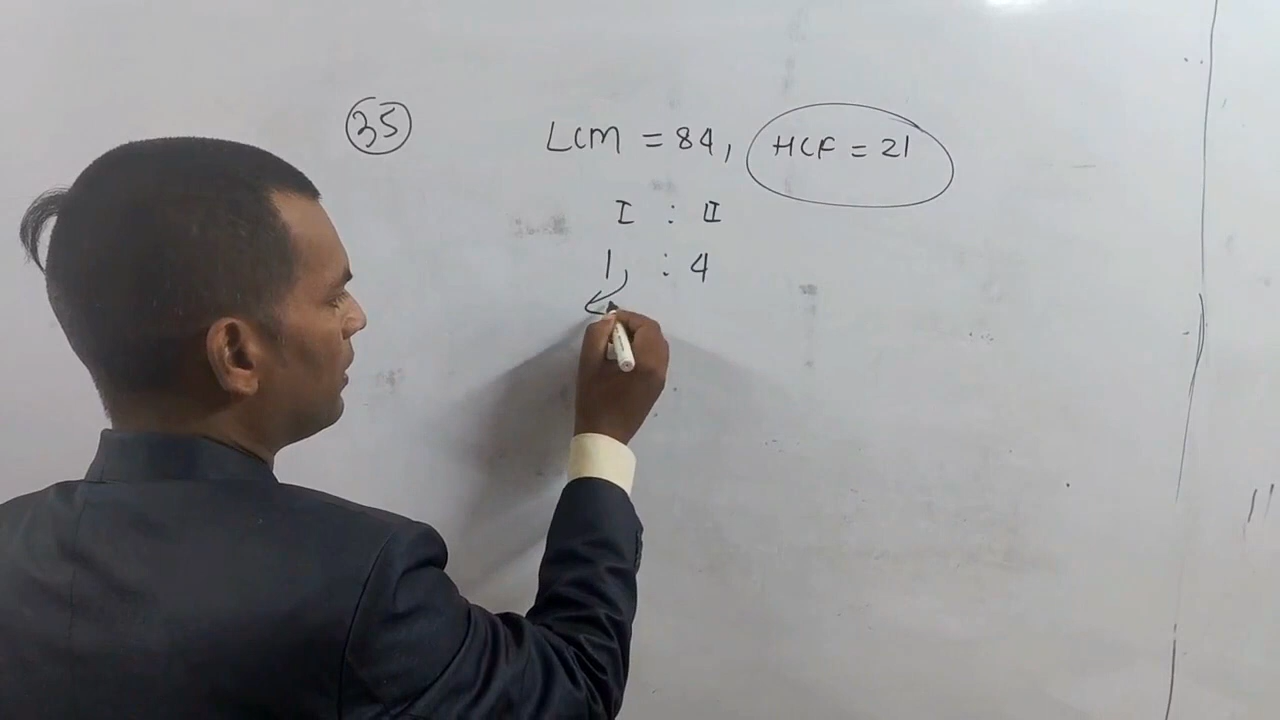 35
LCM = 84, HCF = 21
I : II
1, : 4